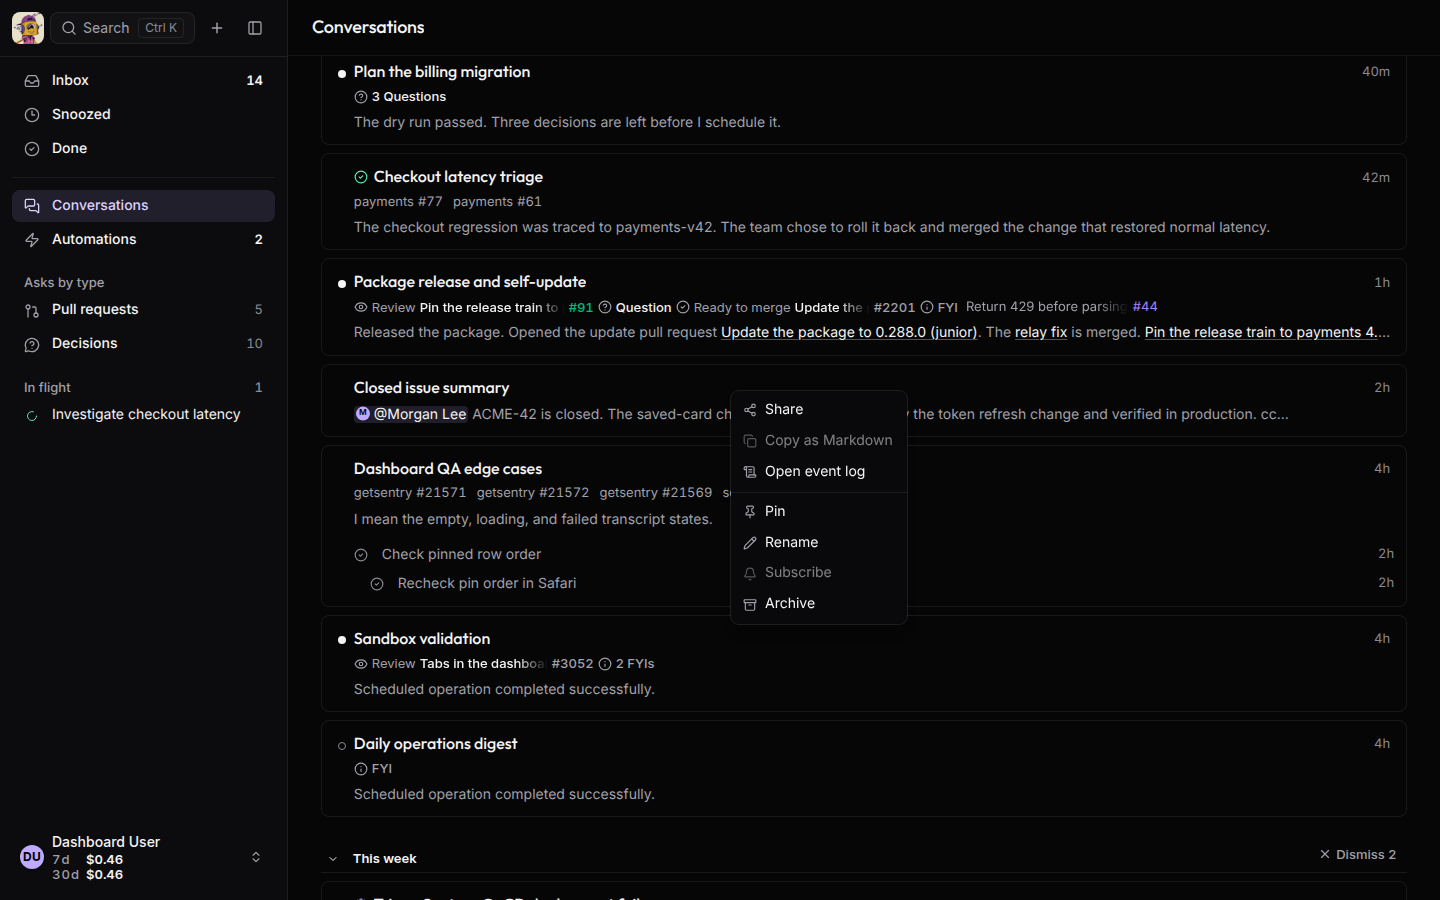 Search Ctrl K
Inbox 14
Snoozed
Done
Conversations
Automations 2
Asks by type
Pull requests 5
Decisions 10
In flight 1
Investigate checkout latency
DU Dashboard User
7d $0.46
30d $0.46
Conversations
Plan the billing migration 40m
3 Questions
The dry run passed. Three decisions are left before I schedule it.
Checkout latency triage 42m
payments #77 payments #61
The checkout regression was traced to payments-v42. The team chose to roll it back and merged the change that restored normal latency.
Package release and self-update 1h
Review Pin the release train to #91 Question Ready to merge Update the #2201 FYI Return 429 before parsing #44
Released the package. Opened the update pull request Update the package to 0.288.0 (junior). The relay fix is merged. Pin the release train to payments 4....
Closed issue summary 2h
M @Morgan Lee ACME-42 is closed. The saved-card ch the token refresh change and verified in production. cc...
Dashboard QA edge cases 4h
getsentry #21571 getsentry #21572 getsentry #21569
I mean the empty, loading, and failed transcript states.
Check pinned row order 2h
Recheck pin order in Safari 2h
Share
Copy as Markdown
Open event log
Pin
Rename
Subscribe
Archive
Sandbox validation 4h
Review Tabs in the dashboa #3052 2 FYIs
Scheduled operation completed successfully.
Daily operations digest 4h
FYI
Scheduled operation completed successfully.
This week Dismiss 2